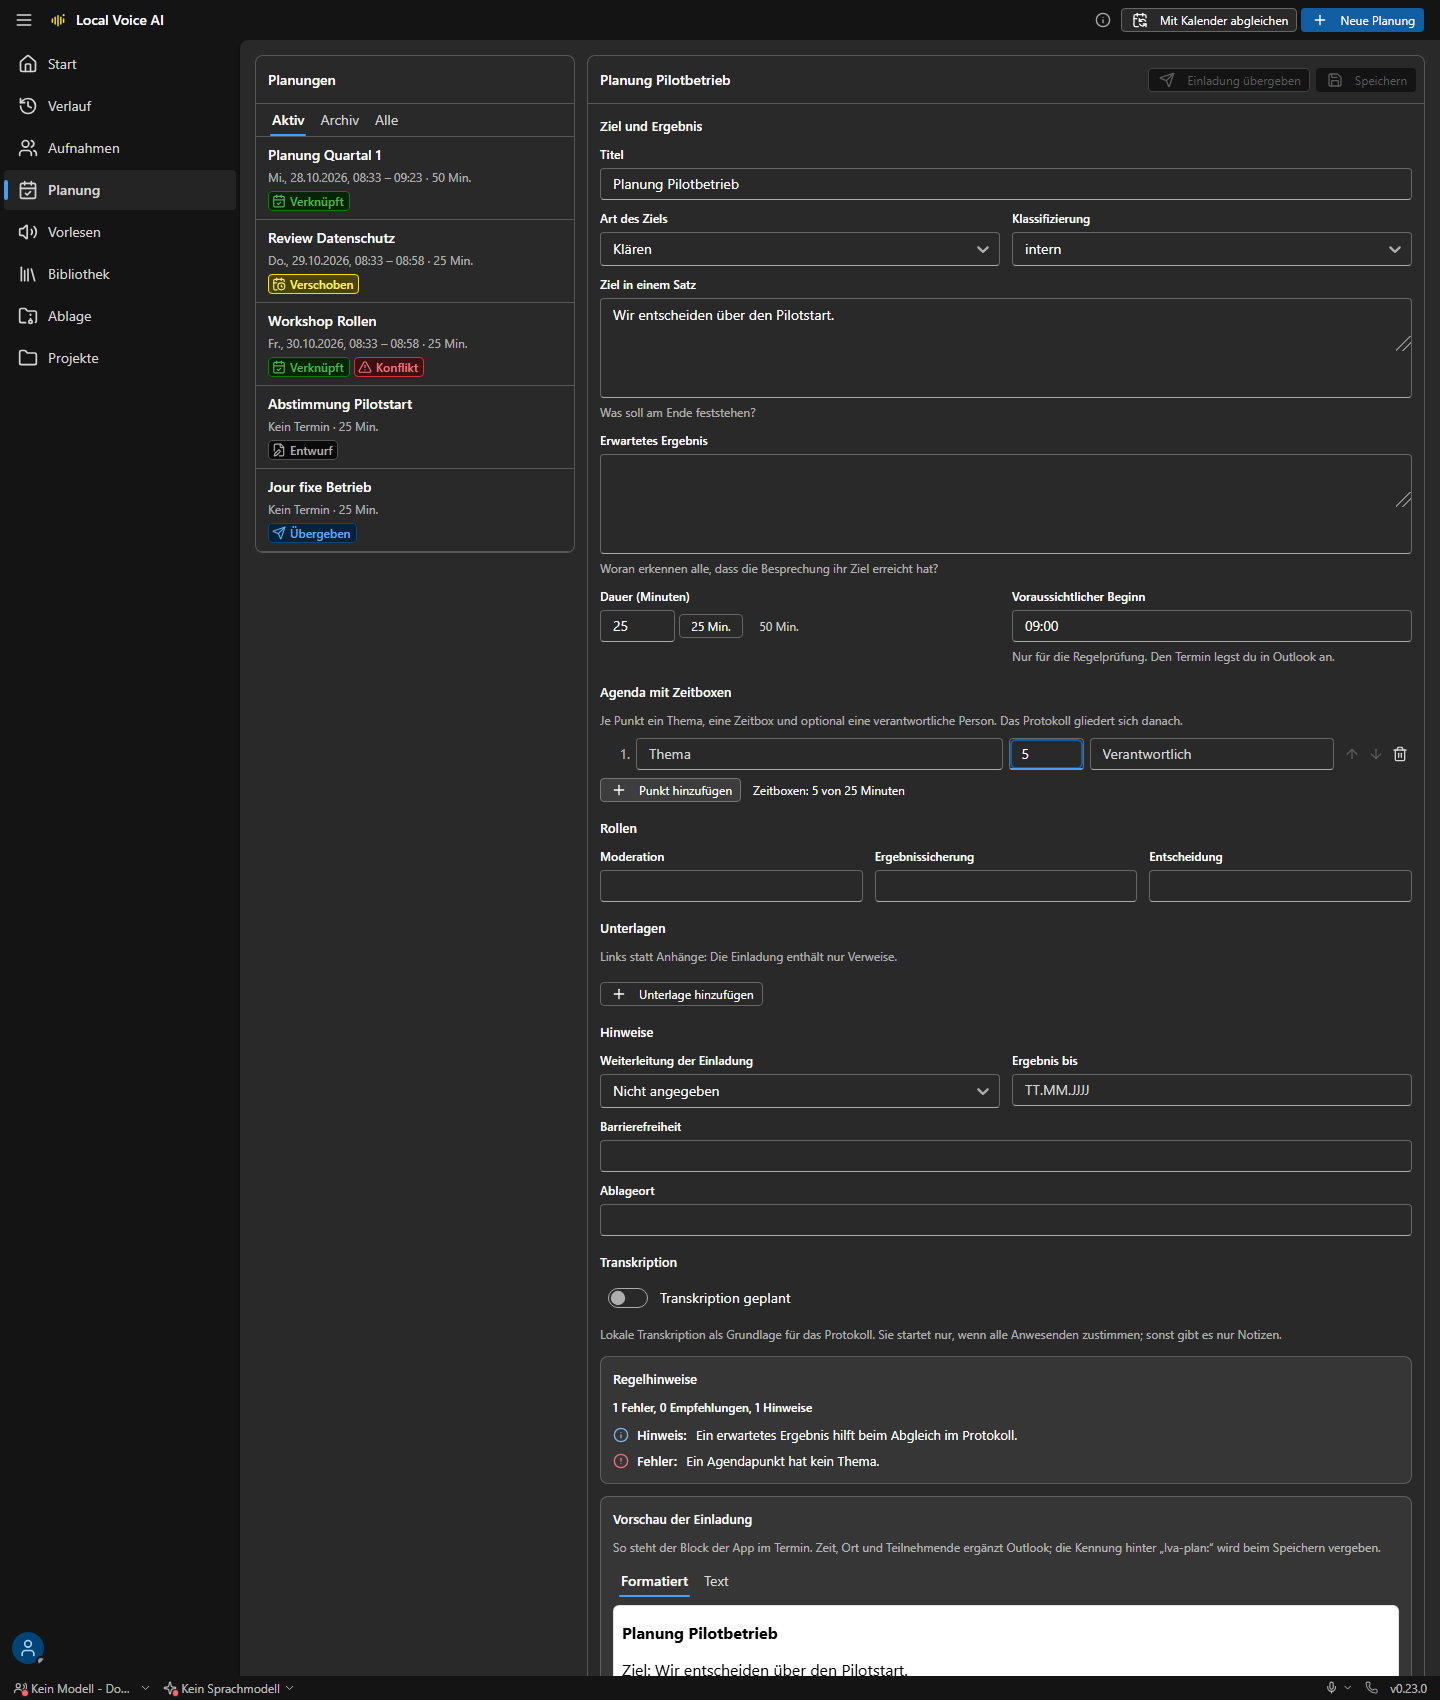 Local Voice AI
Mit Kalender abgleichen
Neue Planung
Start
Verlauf
Aufnahmen
Planung
Vorlesen
Bibliothek
Ablage
Projekte
Planungen
Aktiv Archiv Alle
Planung Quartal 1
Mi., 28.10.2026, 08:33 – 09:23 · 50 Min.
Verknüpft
Review Datenschutz
Do., 29.10.2026, 08:33 – 08:58 · 25 Min.
Verschoben
Workshop Rollen
Fr., 30.10.2026, 08:33 – 08:58 · 25 Min.
Verknüpft Konflikt
Abstimmung Pilotstart
Kein Termin · 25 Min.
Entwurf
Jour fixe Betrieb
Kein Termin · 25 Min.
Übergeben
Planung Pilotbetrieb
Einladung übergeben
Speichern
Ziel und Ergebnis
Titel
Planung Pilotbetrieb
Art des Ziels
Klären
Klassifizierung
intern
Ziel in einem Satz
Wir entscheiden über den Pilotstart.
Was soll am Ende feststehen?
Erwartetes Ergebnis
Woran erkennen alle, dass die Besprechung ihr Ziel erreicht hat?
Dauer (Minuten)
25 25 Min. 50 Min.
Voraussichtlicher Beginn
09:00
Nur für die Regelprüfung. Den Termin legst du in Outlook an.
Agenda mit Zeitboxen
Je Punkt ein Thema, eine Zeitbox und optional eine verantwortliche Person. Das Protokoll gliedert sich danach.
1. Thema 5 Verantwortlich
Punkt hinzufügen Zeitboxen: 5 von 25 Minuten
Rollen
Moderation Ergebnissicherung Entscheidung
Unterlagen
Links statt Anhänge: Die Einladung enthält nur Verweise.
Unterlage hinzufügen
Hinweise
Weiterleitung der Einladung
Nicht angegeben
Ergebnis bis
TT.MM.JJJJ
Barrierefreiheit
Ablageort
Transkription
Transkription geplant
Lokale Transkription als Grundlage für das Protokoll. Sie startet nur, wenn alle Anwesenden zustimmen; sonst gibt es nur Notizen.
Regelhinweise
1 Fehler, 0 Empfehlungen, 1 Hinweise
Hinweis: Ein erwartetes Ergebnis hilft beim Abgleich im Protokoll.
Fehler: Ein Agendapunkt hat kein Thema.
Vorschau der Einladung
So steht der Block der App im Termin. Zeit, Ort und Teilnehmende ergänzt Outlook; die Kennung hinter „lva-plan:“ wird beim Speichern vergeben.
Formatiert Text
Planung Pilotbetrieb
Ziel: Wir entscheiden über den Pilotstart.
Kein Modell - Do...
Kein Sprachmodell
v0.23.0